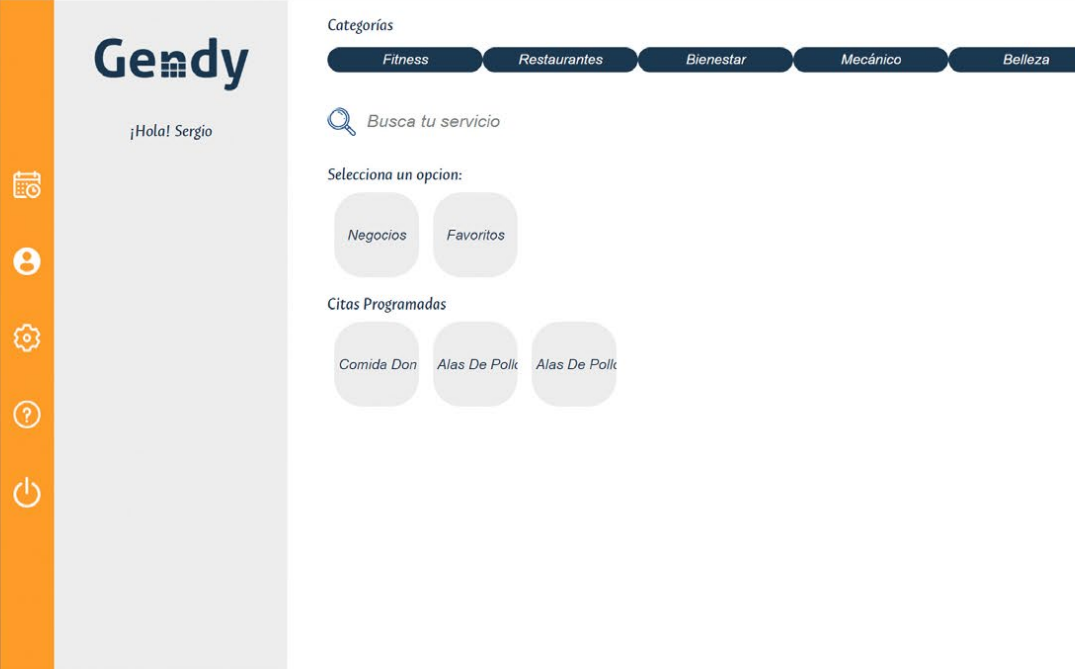 Gendy
¡Hola! Sergio
Categorías
Fitness
Restaurantes
Bienestar
Mecánico
Belleza
Busca tu servicio
Selecciona un opcion:
Negocios
Favoritos
Citas Programadas
Comida Don
Alas De Pollo
Alas De Pollo